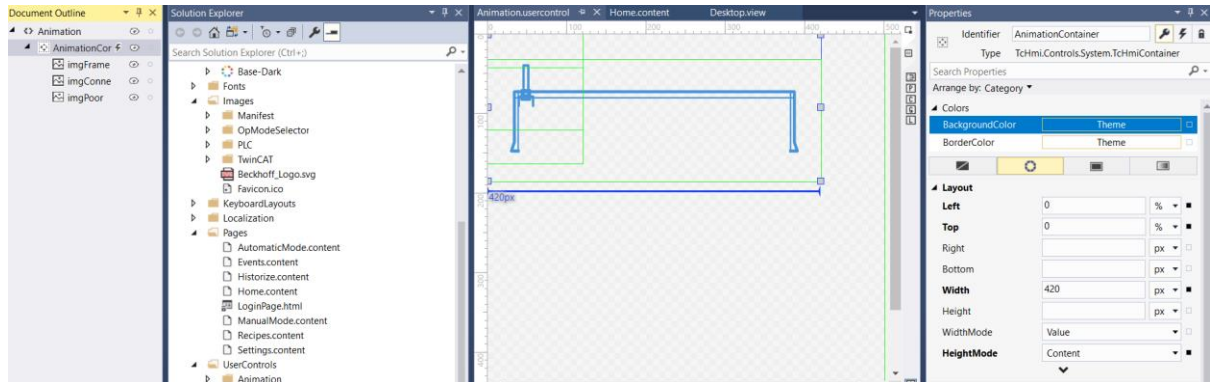 Document Outline
Animation
AnimationCor
imgFrame
imgConne
imgPoor
Solution Explorer
Search Solution Explorer (Ctrl+;)
Base-Dark
Fonts
Images
Manifest
OpModeSelector
PLC
TwinCAT
Beckhoff_Logo.svg
Favicon.ico
KeyboardLayouts
Localization
Pages
AutomaticMode.content
Events.content
Historize.content
Home.content
LoginPage.html
ManualMode.content
Recipes.content
Settings.content
UserControls
Animation
Animation.usercontrol Home.content Desktop.view
0 100 200 300 400 500
100
200
300
400
420px
P
C
G
L
Properties
Identifier AnimationContainer
Type TcHmi.Controls.System.TcHmiContainer
Search Properties
Arrange by: Category
Colors
BackgroundColor Theme
BorderColor Theme
Layout
Left 0 %
Top 0 %
Right px
Bottom px
Width 420 px
Height px
WidthMode Value
HeightMode Content